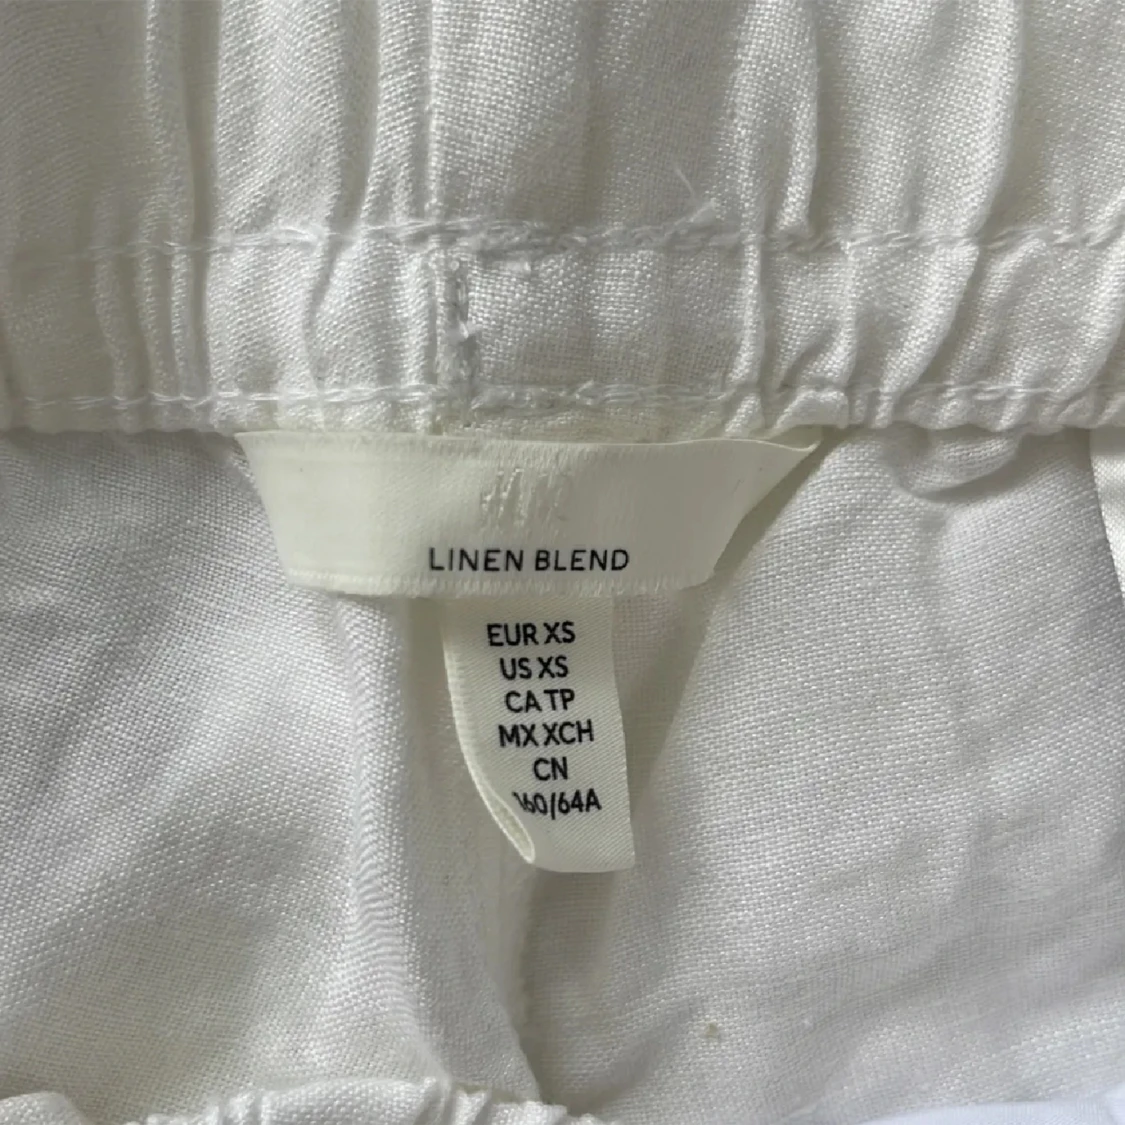 H&M
LINEN BLEND
EUR XS
US XS
CA TP
MX XCH
CN
160/64A